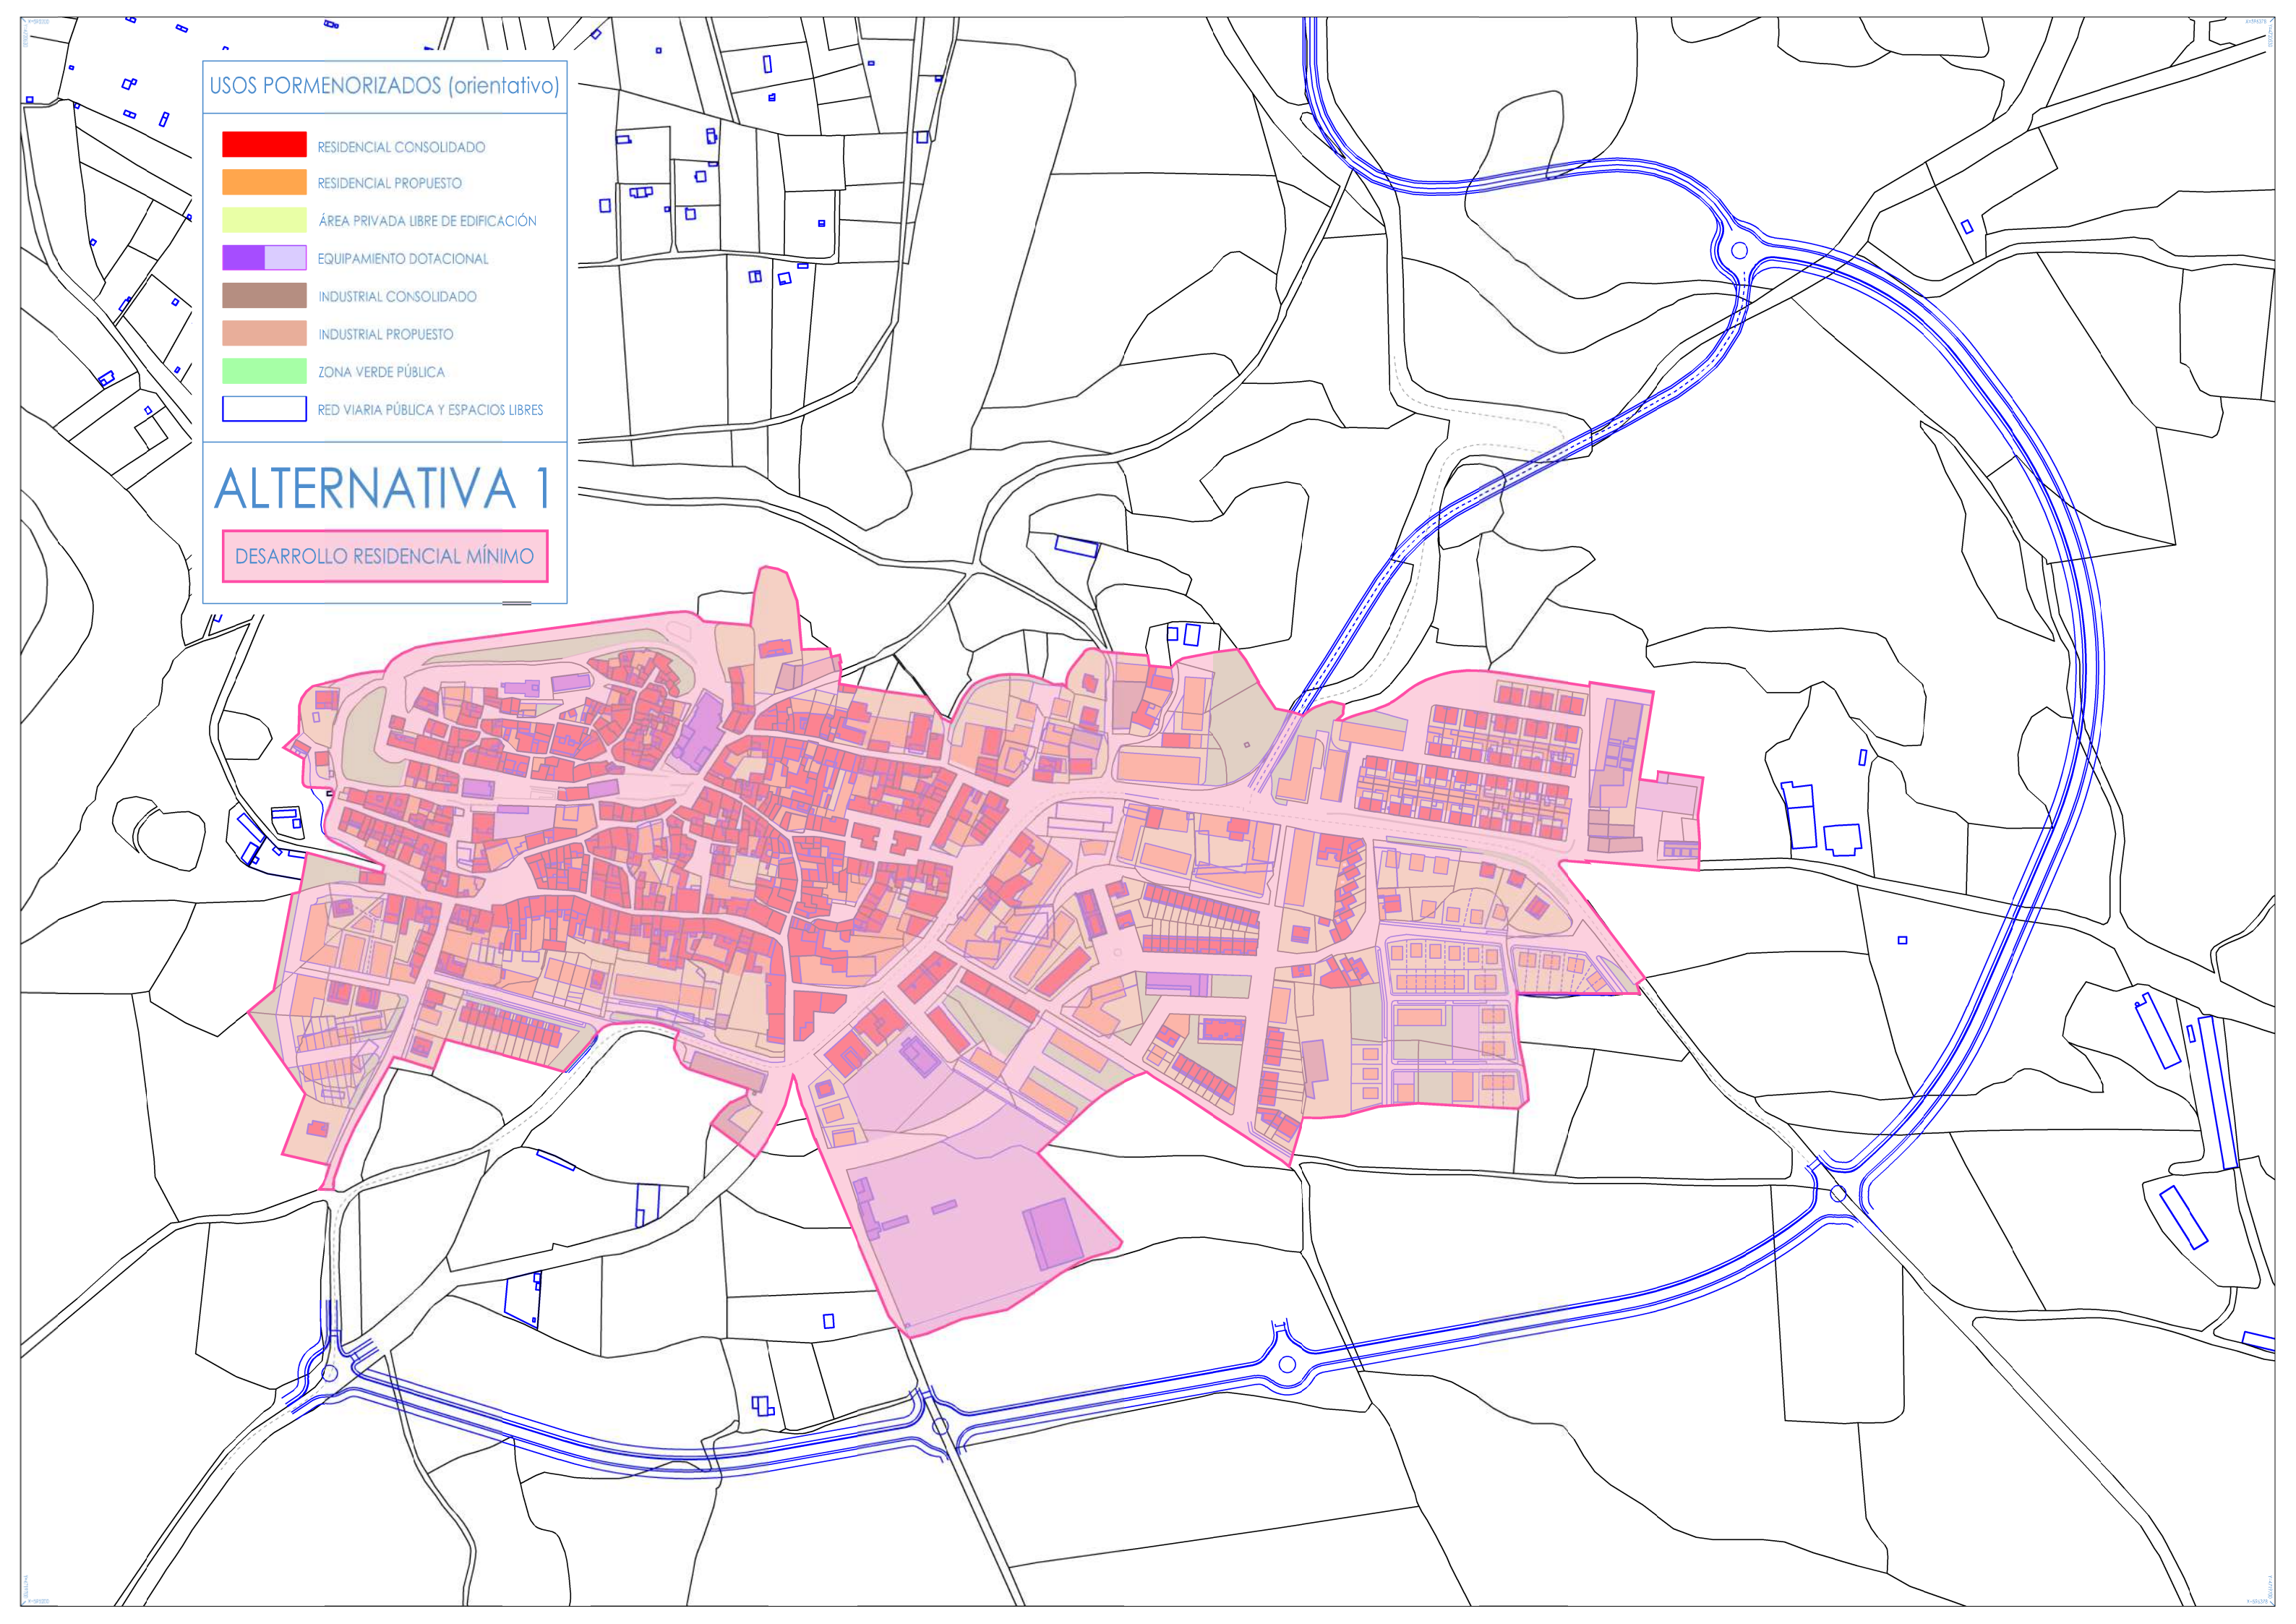 USOS PORMENORIZADOS (orientativo)
RESIDENCIAL CONSOLIDADO
RESIDENCIAL PROPUESTO
ÁREA PRIVADA LIBRE DE EDIFICACIÓN
EQUIPAMIENTO DOTACIONAL
INDUSTRIAL CONSOLIDADO
INDUSTRIAL PROPUESTO
ZONA VERDE PÚBLICA
RED VIARIA PÚBLICA Y ESPACIOS LIBRES
ALTERNATIVA 1
DESARROLLO RESIDENCIAL MÍNIMO